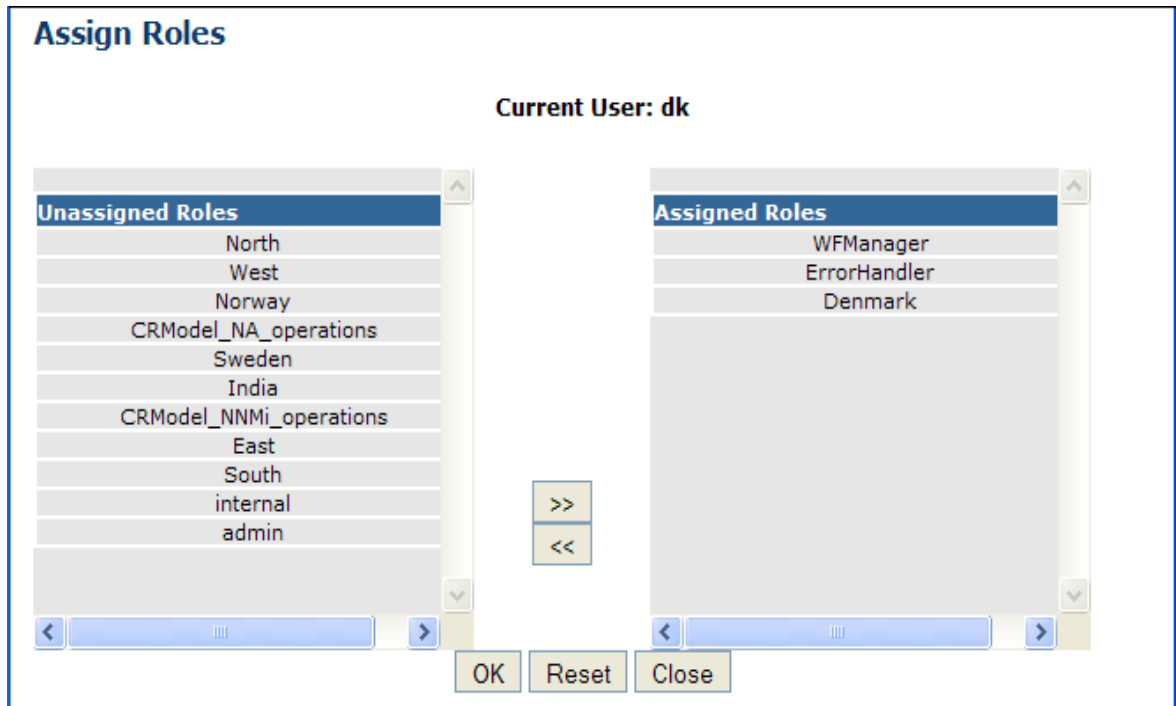 Assign Roles
Current User: dk
Unassigned Roles
North
West
Norway
CRModel_NA_operations
Sweden
India
CRModel_NNMi_operations
East
South
internal
admin
>>
<<
Assigned Roles
WFManager
ErrorHandler
Denmark
OK Reset Close